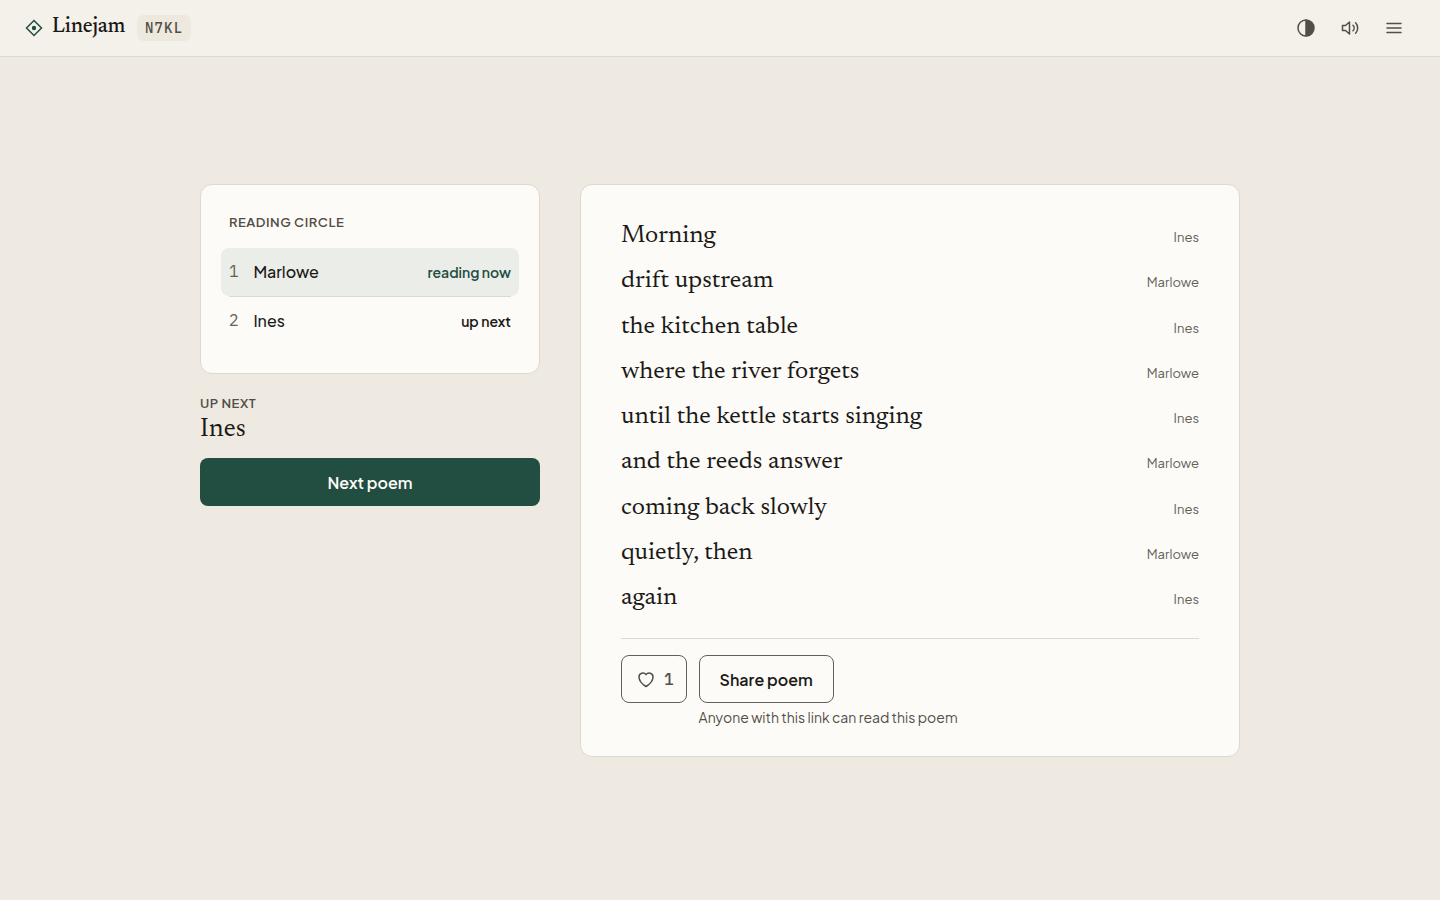 Linejam N7KL
READING CIRCLE
1 Marlowe reading now
2 Ines up next
UP NEXT
Ines
Next poem
Morning Ines
drift upstream Marlowe
the kitchen table Ines
where the river forgets Marlowe
until the kettle starts singing Ines
and the reeds answer Marlowe
coming back slowly Ines
quietly, then Marlowe
again Ines
1 Share poem
Anyone with this link can read this poem